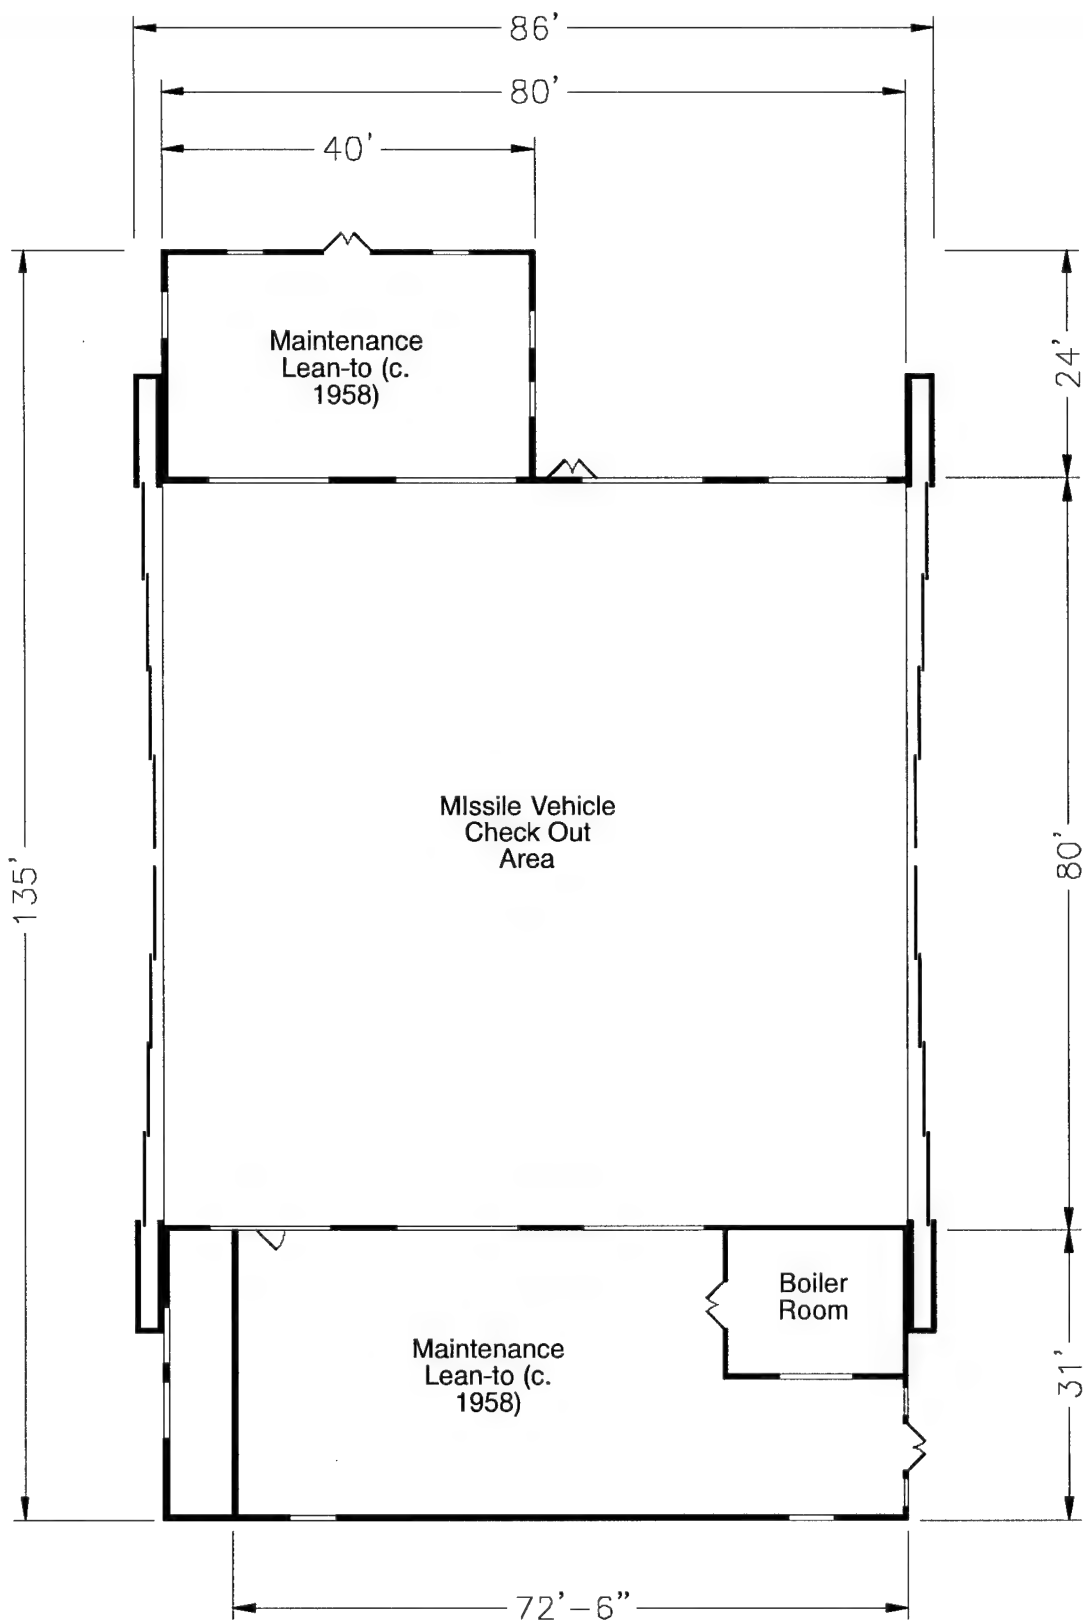 86'
80'
40'
Maintenance
Lean-to (c.
1958)
24'
MIssile Vehicle
Check Out
Area
135'
80'
Boiler
Room
Maintenance
Lean-to (c.
1958)
31'
72'-6"